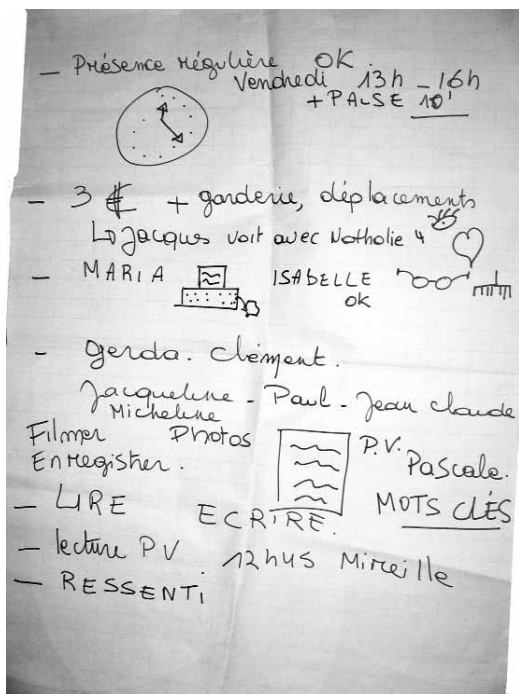 — Présence régulière OK.
Vendredi 13h – 16h
+ PAUSE 10'
— 3 € + garderie, déplacements
↳ Jacques voit avec Nathalie
— MARIA ISABELLE
OK
— Gerda. Clément.
Jacqueline – Paul – Jean claude
Micheline
Filmer Photos P.V. Pascale.
Enregistrer.
MOTS CLÉS
— LIRE ECRIRE.
— lecture PV 12h45 Mireille
— RESSENTi